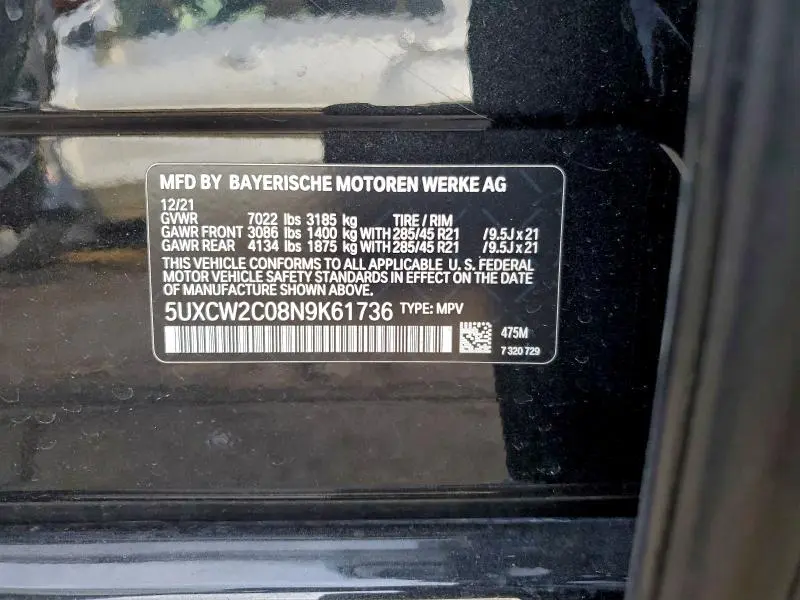 MFD BY BAYERISCHE MOTOREN WERKE AG
12/21
GVWR 7022 lbs 3185 kg TIRE / RIM
GAWR FRONT 3086 lbs 1400 kg WITH 285/45 R21 / 9.5J x 21
GAWR REAR 4134 lbs 1875 kg WITH 285/45 R21 / 9.5J x 21
THIS VEHICLE CONFORMS TO ALL APPLICABLE U. S. FEDERAL
MOTOR VEHICLE SAFETY STANDARDS IN EFFECT ON THE DATE
OF MANUFACTURE SHOWN ABOVE.
5UXCW2C08N9K61736 TYPE: MPV
475M
7 320 729